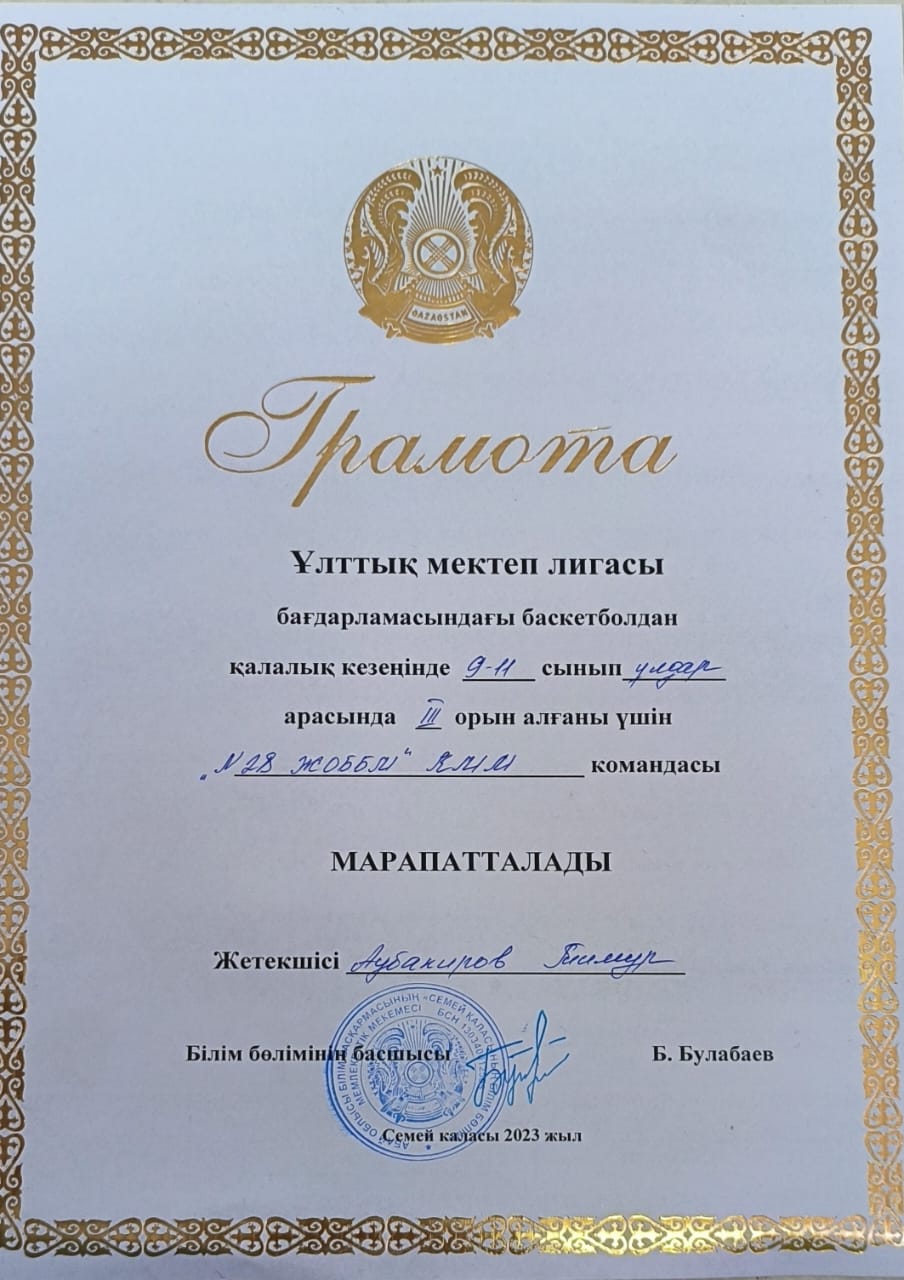 QAZAQSTAN
Грамота
Ұлттық мектеп лигасы
бағдарламасындағы баскетболдан
қалалық кезеңінде 9-11 сынып ұлдар
арасында III орын алғаны үшін
„N28 ЖОББМ“ КММ командасы
МАРАПАТТАЛАДЫ
Жетекшісі Аубакиров Тимур
Білім бөлімінің басшысы Б. Булабаев
Семей қаласы 2023 жыл